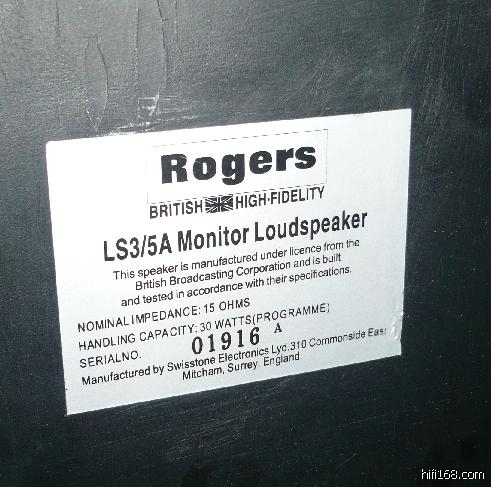 Rogers
BRITISH HIGH·FIDELITY
LS3/5A Monitor Loudspeaker
This speaker is manufactured under licence from the
British Broadcasting Corporation and is built
and tested in accordance with their specifications.
NOMINAL IMPEDANCE: 15 OHMS
HANDLING CAPACITY: 30 WATTS(PROGRAMME)
SERIALNO. 01916 A
Manufactured by Swisstone Electronics Lyd.310 Commonside East
Mitcham, Surrey. England
hifi168.com